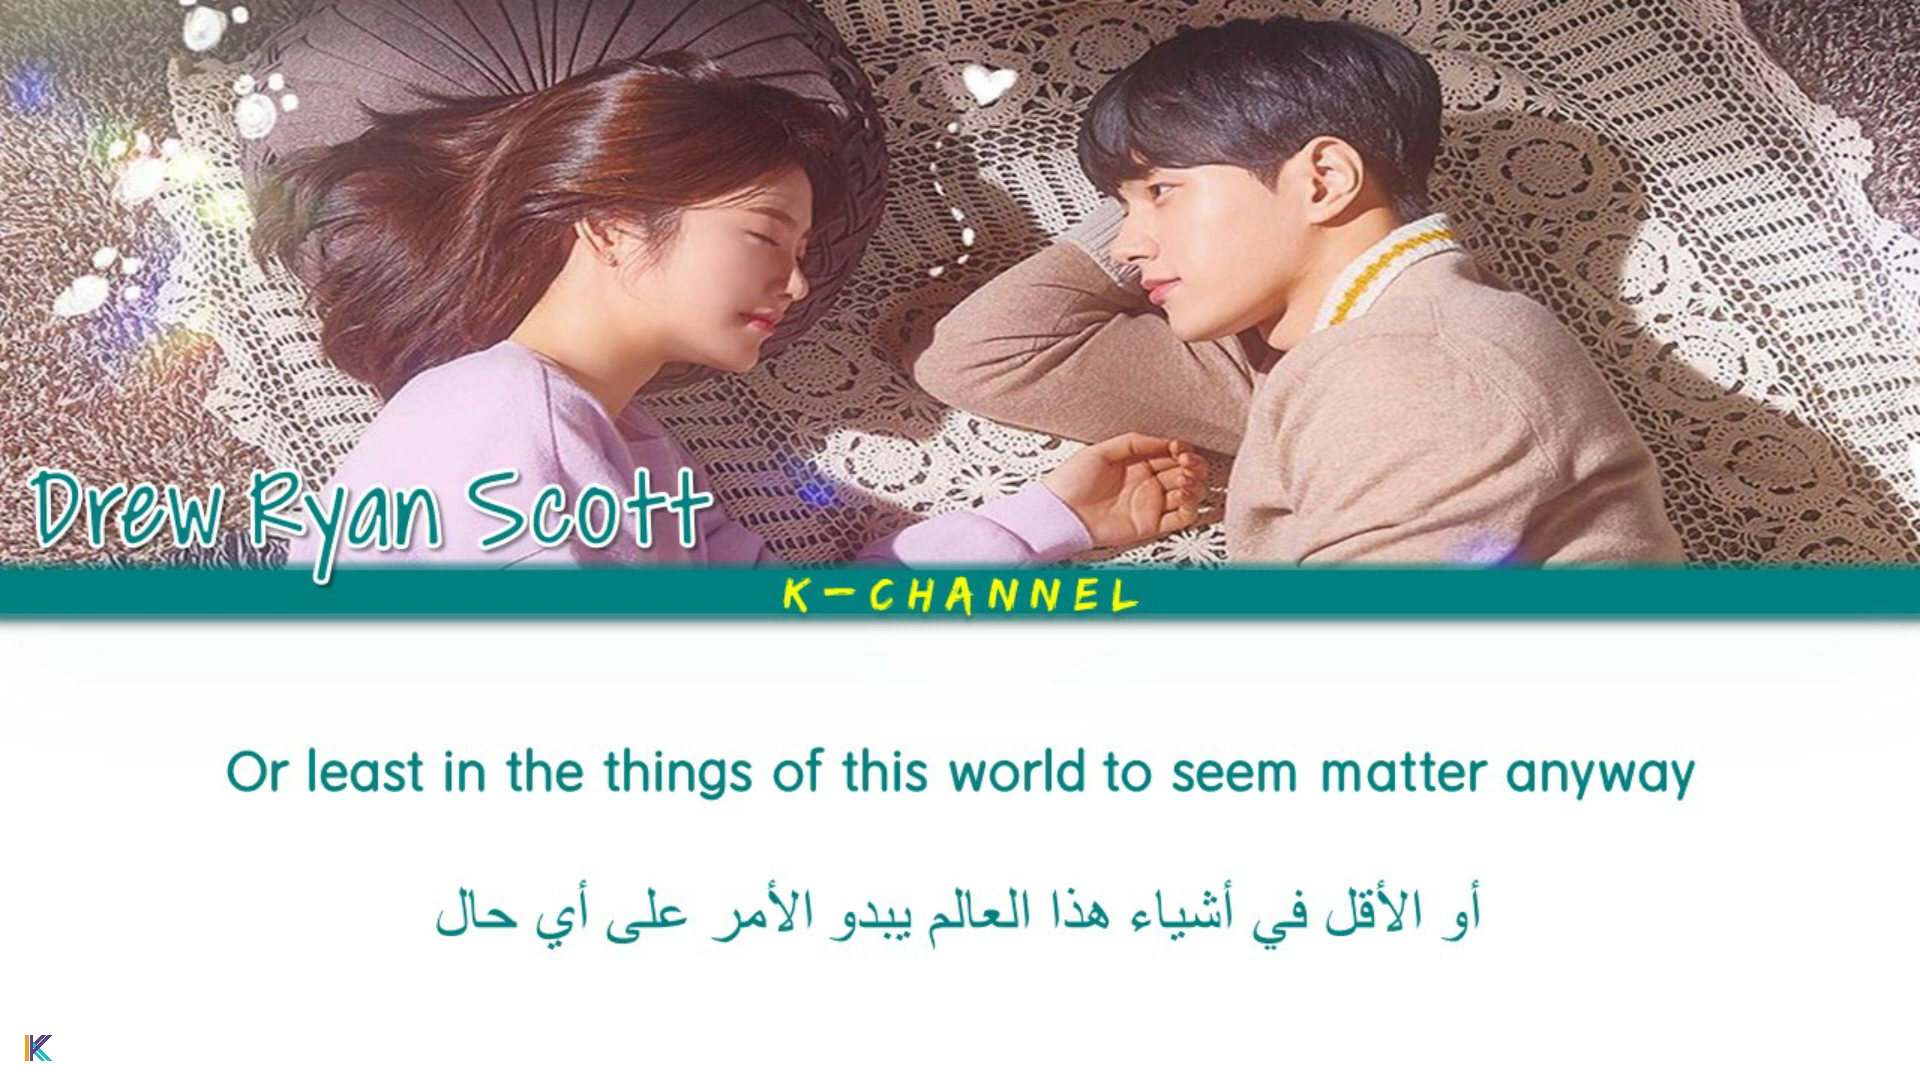 Drew Ryan Scott
K-CHANNEL
Or least in the things of this world to seem matter anyway
أو الأقل في أشياء هذا العالم يبدو الأمر على أي حال
K